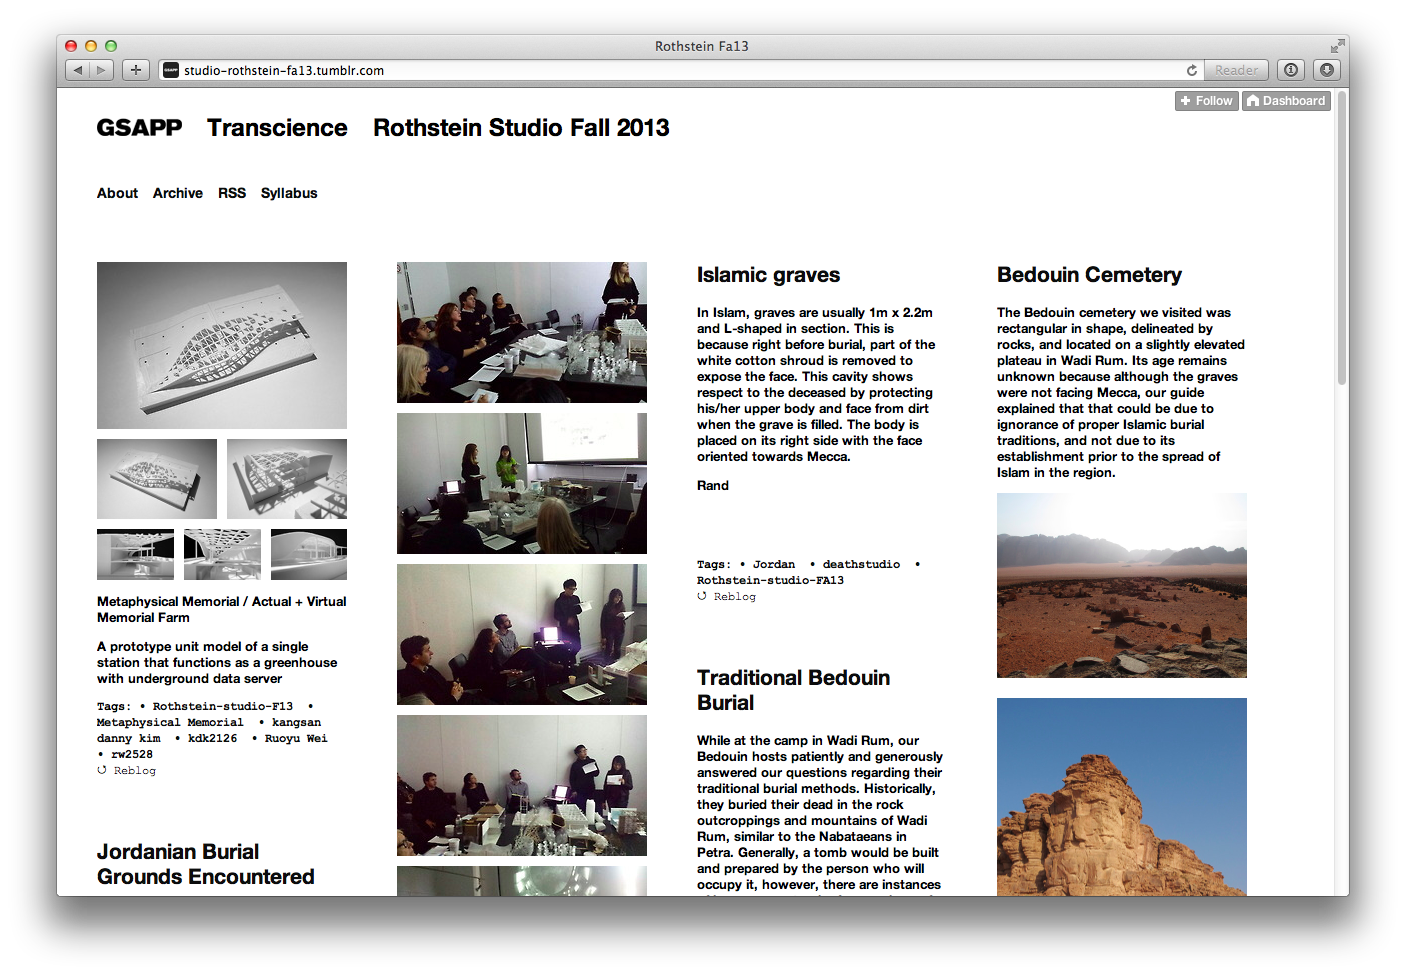 Rothstein Fa13
studio-rothstein-fa13.tumblr.com
Reader
Follow
Dashboard
GSAPP Transcience Rothstein Studio Fall 2013
About Archive RSS Syllabus
Metaphysical Memorial / Actual + Virtual
Memorial Farm
A prototype unit model of a single
station that functions as a greenhouse
with underground data server
Tags: • Rothstein-studio-F13 •
Metaphysical Memorial • kangsan
danny kim • kdk2126 • Ruoyu Wei
• rw2528
Reblog
Jordanian Burial
Grounds Encountered
Islamic graves
In Islam, graves are usually 1m x 2.2m
and L-shaped in section. This is
because right before burial, part of the
white cotton shroud is removed to
expose the face. This cavity shows
respect to the deceased by protecting
his/her upper body and face from dirt
when the grave is filled. The body is
placed on its right side with the face
oriented towards Mecca.
Rand
Tags: • Jordan • deathstudio •
Rothstein-studio-FA13
Reblog
Traditional Bedouin
Burial
While at the camp in Wadi Rum, our
Bedouin hosts patiently and generously
answered our questions regarding their
traditional burial methods. Historically,
they buried their dead in the rock
outcroppings and mountains of Wadi
Rum, similar to the Nabataeans in
Petra. Generally, a tomb would be built
and prepared by the person who will
occupy it, however, there are instances
Bedouin Cemetery
The Bedouin cemetery we visited was
rectangular in shape, delineated by
rocks, and located on a slightly elevated
plateau in Wadi Rum. Its age remains
unknown because although the graves
were not facing Mecca, our guide
explained that that could be due to
ignorance of proper Islamic burial
traditions, and not due to its
establishment prior to the spread of
Islam in the region.